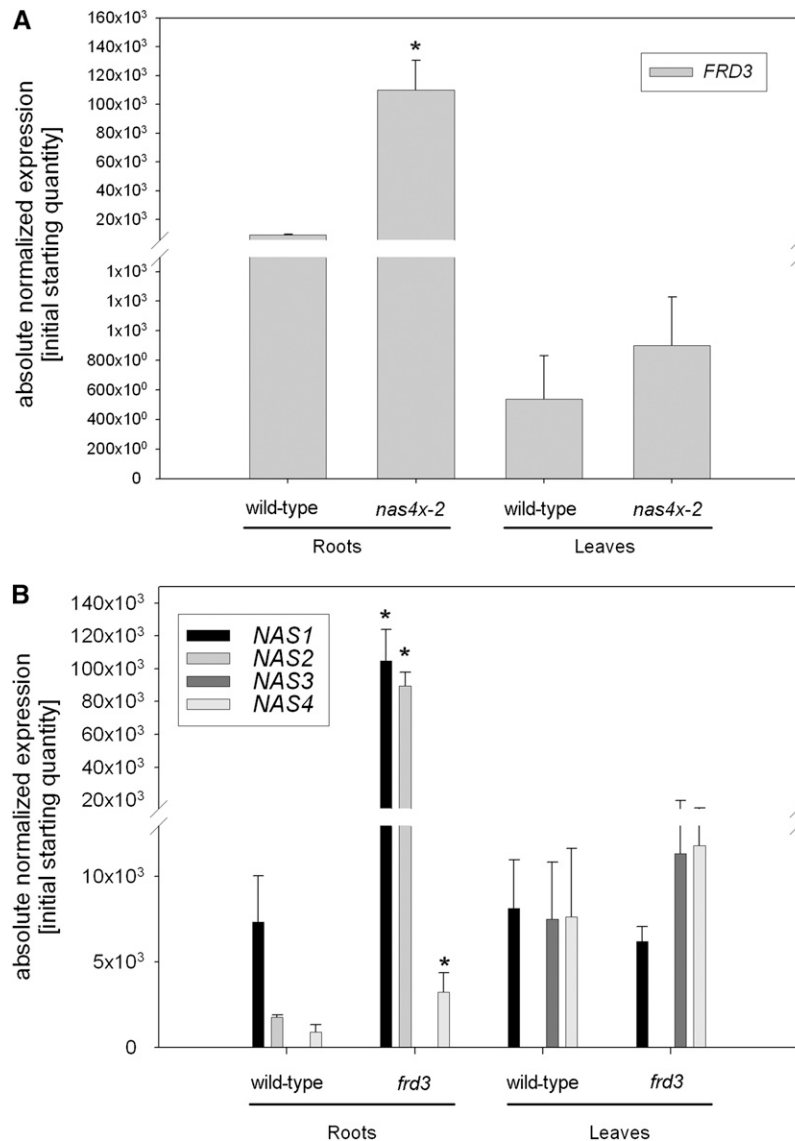 A
absolute normalized expression
[initial starting quantity]
160x10³
140x10³
120x10³
100x10³
80x10³
60x10³
40x10³
20x10³
1x10³
1x10³
1x10³
800x10⁰
600x10⁰
400x10⁰
200x10⁰
0
*
FRD3
wild-type
nas4x-2
wild-type
nas4x-2
Roots
Leaves
B
absolute normalized expression
[initial starting quantity]
140x10³
120x10³
100x10³
80x10³
60x10³
40x10³
20x10³
10x10³
5x10³
0
NAS1
NAS2
NAS3
NAS4
*
*
*
wild-type
frd3
wild-type
frd3
Roots
Leaves